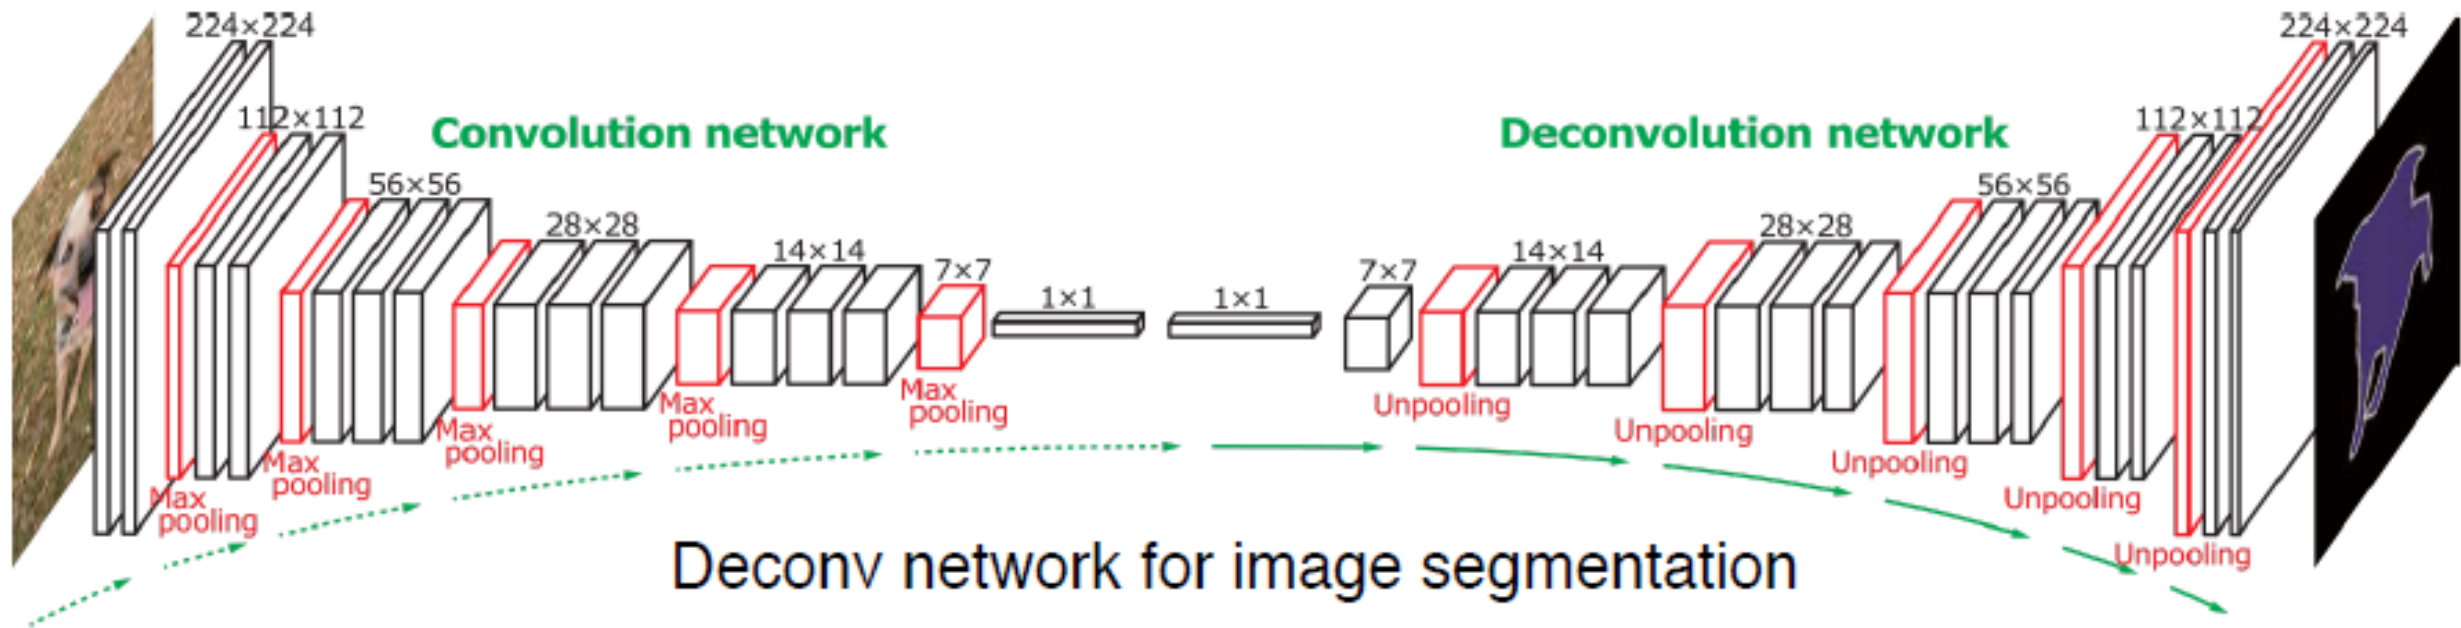 224×224
112×112
56×56
28×28
14×14
7×7
1×1
1×1
7×7
14×14
28×28
56×56
112×112
224×224
Convolution network
Deconvolution network
Max
pooling
Max
pooling
Max
pooling
Max
pooling
Max
pooling
Unpooling
Unpooling
Unpooling
Unpooling
Unpooling
Deconv network for image segmentation